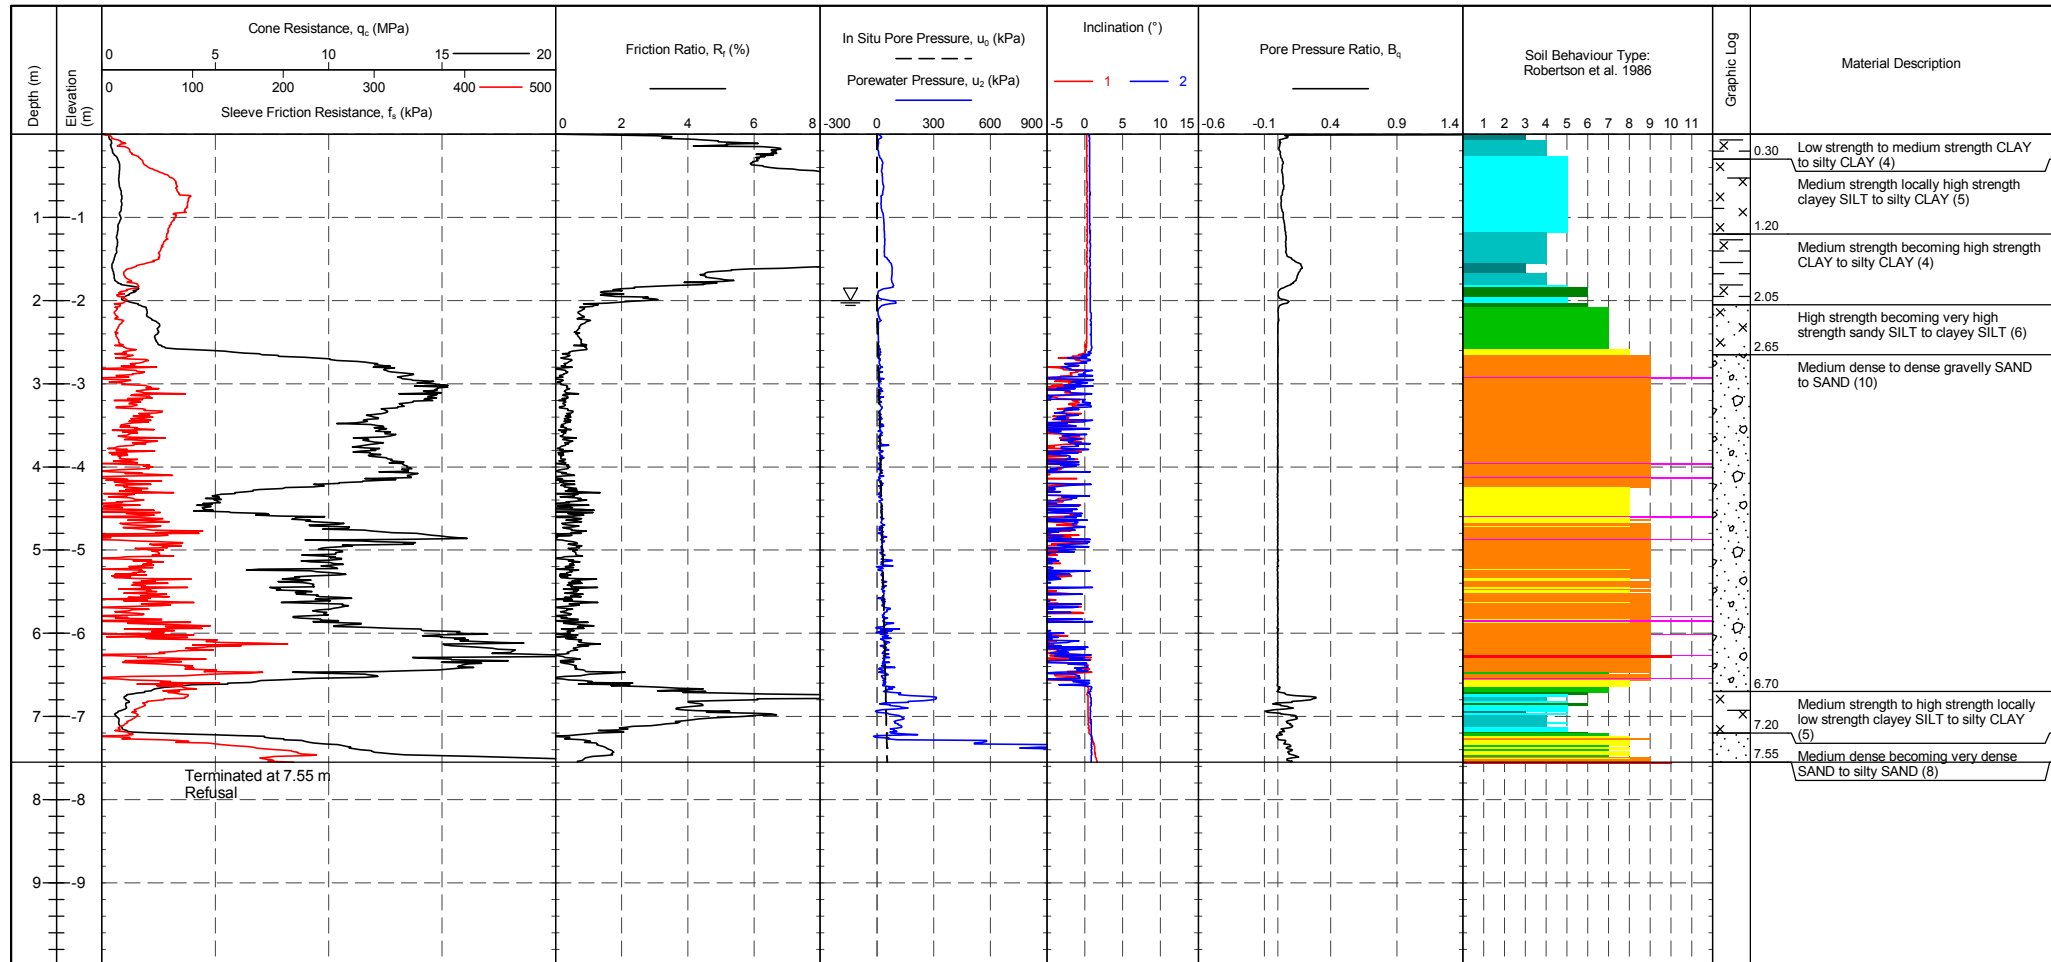 Depth (m)
Elevation
(m)
Cone Resistance, qc (MPa)
0 5 10 15 20
0 100 200 300 400 500
Sleeve Friction Resistance, fs (kPa)
Friction Ratio, Rf (%)
0 2 4 6 8
In Situ Pore Pressure, u0 (kPa)
Porewater Pressure, u2 (kPa)
-300 0 300 600 900
Inclination (°)
1 2
-5 0 5 10 15
Pore Pressure Ratio, Bq
-0.6 -0.1 0.4 0.9 1.4
Soil Behaviour Type:
Robertson et al. 1986
1 2 3 4 5 6 7 8 9 10 11
Graphic Log
Material Description
0.30
Low strength to medium strength CLAY
to silty CLAY (4)
Medium strength locally high strength
clayey SILT to silty CLAY (5)
1 -1
1.20
Medium strength becoming high strength
CLAY to silty CLAY (4)
2 -2
2.05
High strength becoming very high
strength sandy SILT to clayey SILT (6)
2.65
Medium dense to dense gravelly SAND
to SAND (10)
3 -3
4 -4
5 -5
6 -6
6.70
Medium strength to high strength locally
low strength clayey SILT to silty CLAY
(5)
7 -7
7.20
Medium dense becoming very dense
SAND to silty SAND (8)
7.55
Terminated at 7.55 m
Refusal
8 -8
9 -9